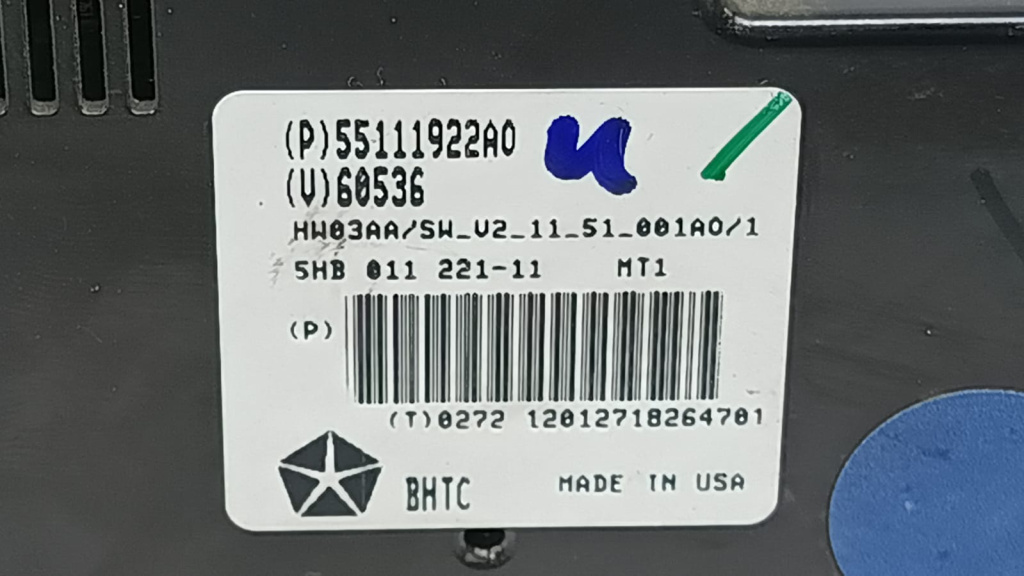 (P)55111922AO
(V)60536
HW03AA/SW_V2_11_51_001AO/1
5HB 011 221-11 MT1
(P)
(T)0272 12012718264701
BHTC MADE IN USA